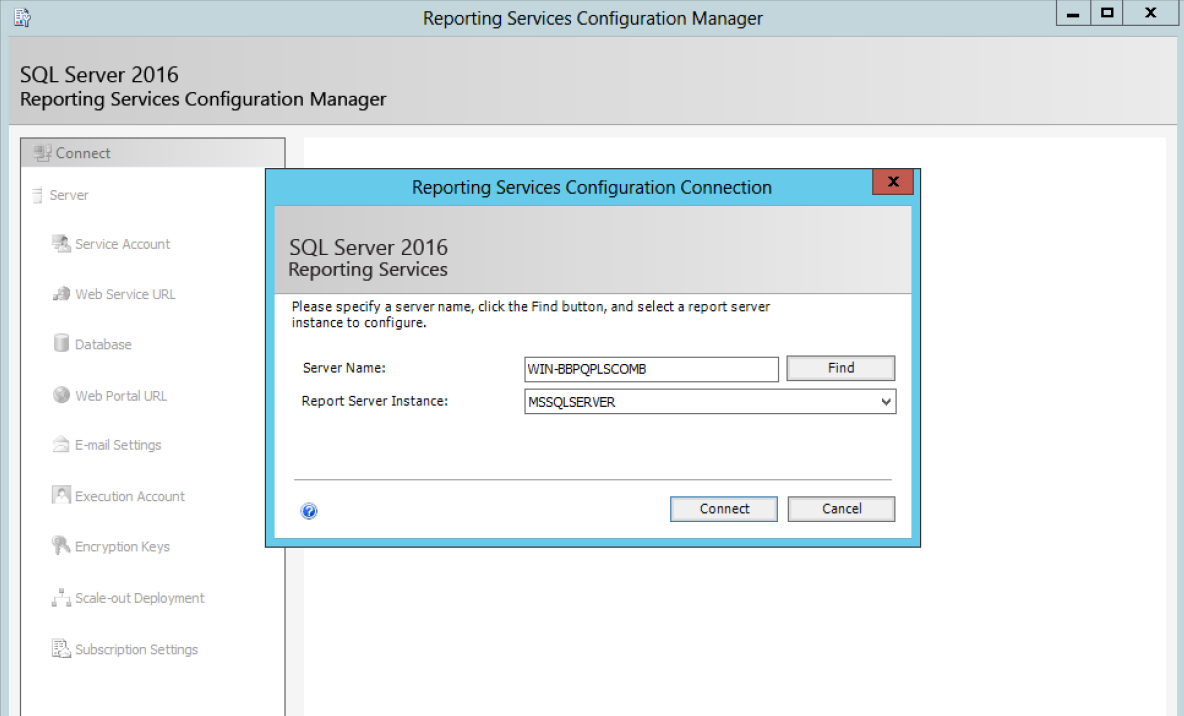 Reporting Services Configuration Manager
SQL Server 2016
Reporting Services Configuration Manager
Connect
Server
Service Account
Web Service URL
Database
Web Portal URL
E-mail Settings
Execution Account
Encryption Keys
Scale-out Deployment
Subscription Settings
Reporting Services Configuration Connection
SQL Server 2016
Reporting Services
Please specify a server name, click the Find button, and select a report server
instance to configure.
Server Name: WIN-BBPQPLSCOMB Find
Report Server Instance: MSSQLSERVER
Connect Cancel